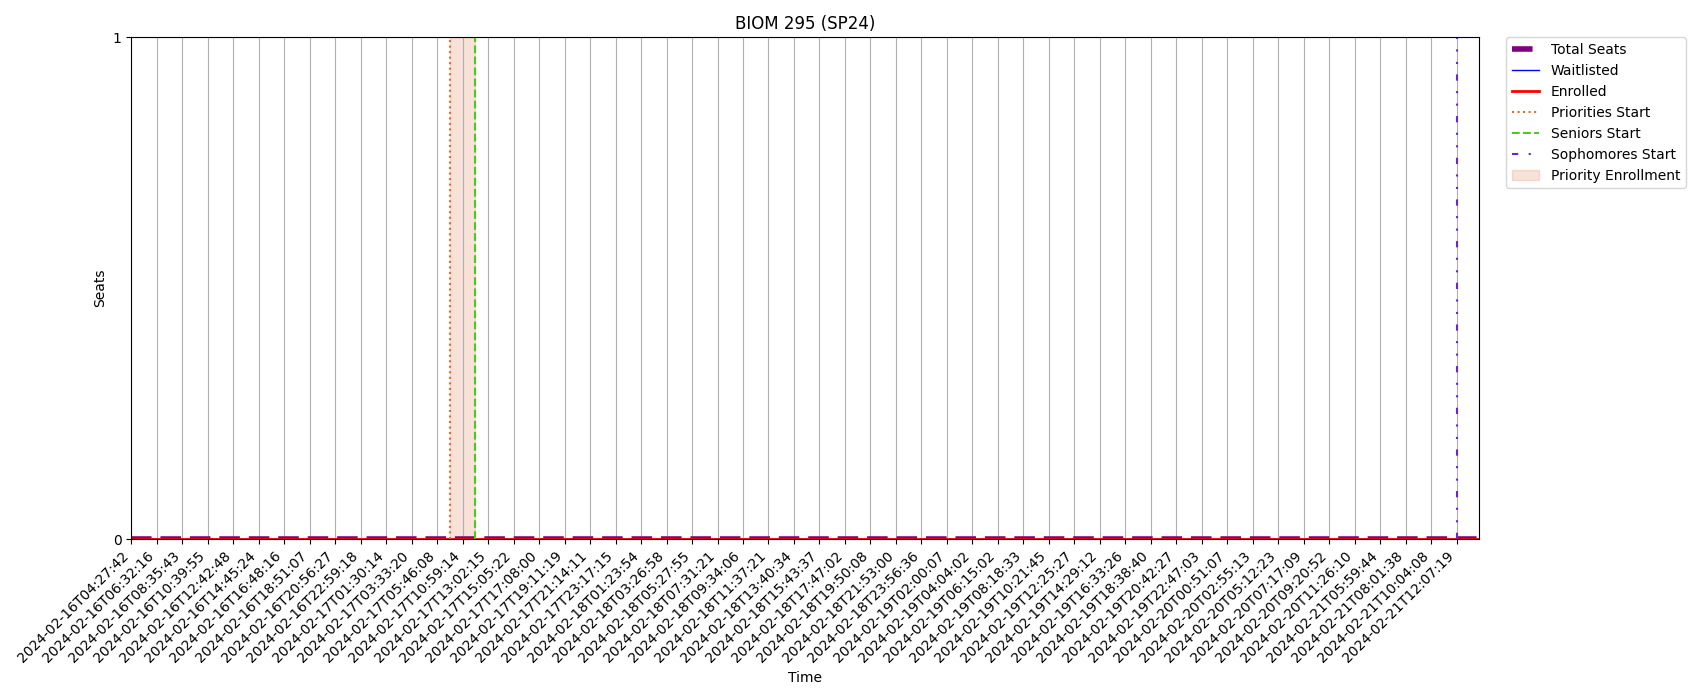 BIOM 295 (SP24)
1
0
Seats
Total Seats
Waitlisted
Enrolled
Priorities Start
Seniors Start
Sophomores Start
Priority Enrollment
2024-02-16T04:27:42
2024-02-16T06:32:16
2024-02-16T08:35:43
2024-02-16T10:39:55
2024-02-16T12:42:48
2024-02-16T14:45:24
2024-02-16T16:48:16
2024-02-16T18:51:07
2024-02-16T20:56:27
2024-02-16T22:59:18
2024-02-17T01:30:14
2024-02-17T03:33:20
2024-02-17T05:46:08
2024-02-17T10:59:14
2024-02-17T13:02:15
2024-02-17T15:05:22
2024-02-17T17:08:00
2024-02-17T19:11:19
2024-02-17T21:14:11
2024-02-17T23:17:15
2024-02-18T01:23:54
2024-02-18T03:26:58
2024-02-18T05:27:55
2024-02-18T07:31:21
2024-02-18T09:34:06
2024-02-18T11:37:21
2024-02-18T13:40:34
2024-02-18T15:43:37
2024-02-18T17:47:02
2024-02-18T19:50:08
2024-02-18T21:53:00
2024-02-18T23:56:36
2024-02-19T02:00:07
2024-02-19T04:04:02
2024-02-19T06:15:02
2024-02-19T08:18:33
2024-02-19T10:21:45
2024-02-19T12:25:27
2024-02-19T14:29:12
2024-02-19T16:33:26
2024-02-19T18:38:40
2024-02-19T20:42:27
2024-02-19T22:47:03
2024-02-20T00:51:07
2024-02-20T02:55:13
2024-02-20T05:12:23
2024-02-20T07:17:09
2024-02-20T09:20:52
2024-02-20T11:26:10
2024-02-21T05:59:44
2024-02-21T08:01:38
2024-02-21T10:04:08
2024-02-21T12:07:19
Time